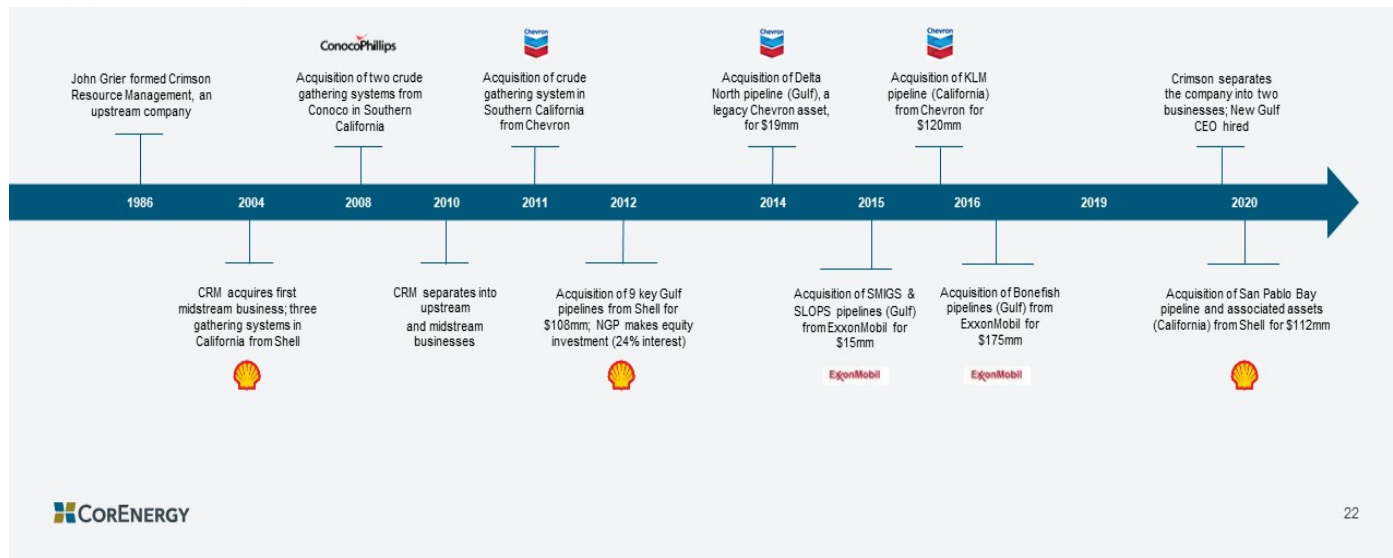 ConocoPhillips
Chevron
Chevron
Chevron
John Grier formed Crimson
Resource Management, an
upstream company
Acquisition of two crude
gathering systems from
Conoco in Southern
California
Acquisition of crude
gathering system in
Southern California
from Chevron
Acquisition of Delta
North pipeline (Gulf), a
legacy Chevron asset,
for $19mm
Acquisition of KLM
pipeline (California)
from Chevron for
$120mm
Crimson separates
the company into two
businesses; New Gulf
CEO hired
1986
2004
2008
2010
2011
2012
2014
2015
2016
2019
2020
CRM acquires first
midstream business; three
gathering systems in
California from Shell
CRM separates into
upstream
and midstream
businesses
Acquisition of 9 key Gulf
pipelines from Shell for
$108mm; NGP makes equity
investment (24% interest)
Acquisition of SMIGS &
SLOPS pipelines (Gulf)
from ExxonMobil for
$15mm
ExxonMobil
Acquisition of Bonefish
pipelines (Gulf) from
ExxonMobil for
$175mm
ExxonMobil
Acquisition of San Pablo Bay
pipeline and associated assets
(California) from Shell for $112mm
CORENERGY
22